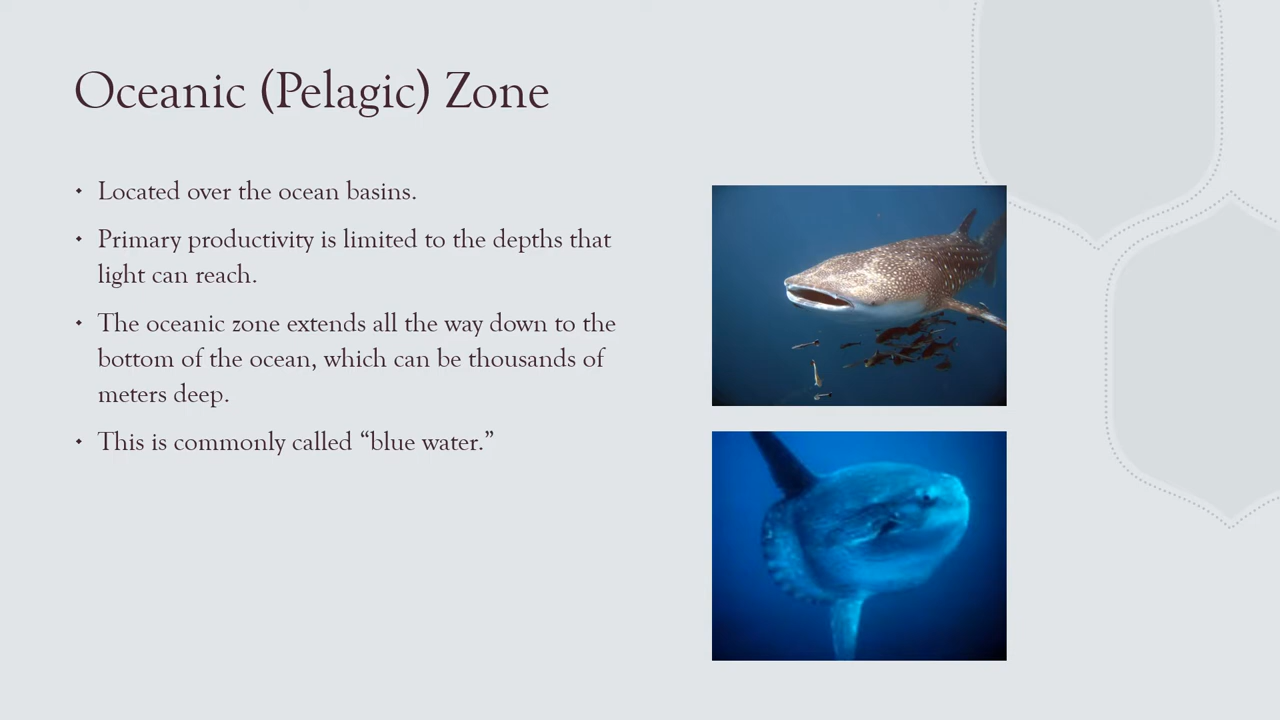 Oceanic (Pelagic) Zone
Located over the ocean basins.
Primary productivity is limited to the depths that
light can reach.
The oceanic zone extends all the way down to the
bottom of the ocean, which can be thousands of
meters deep.
This is commonly called “blue water.”